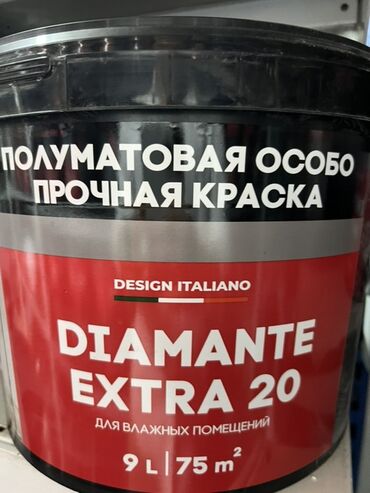 ПОЛУМАТОВАЯ ОСОБО
ПРОЧНАЯ КРАСКА
DESIGN ITALIANO
DIAMANTE
EXTRA 20
ДЛЯ ВЛАЖНЫХ ПОМЕЩЕНИЙ
9 L | 75 m²